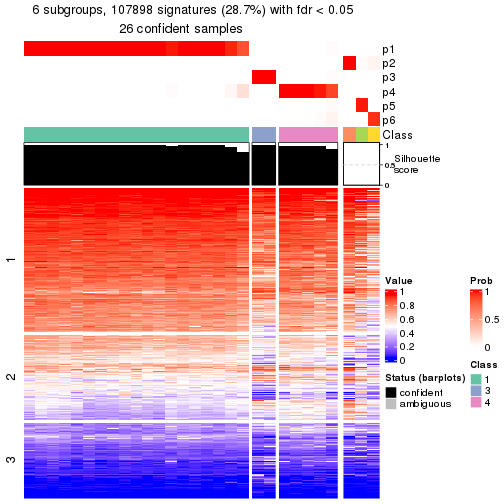 6 subgroups, 107898 signatures (28.7%) with fdr < 0.05
26 confident samples
p1
p2
p3
p4
p5
p6
Class
1
0.5
0
Silhouette
score
1
2
3
Value
1
0.8
0.6
0.4
0.2
0
Status (barplots)
confident
ambiguous
Prob
1
0.5
0
Class
1
3
4